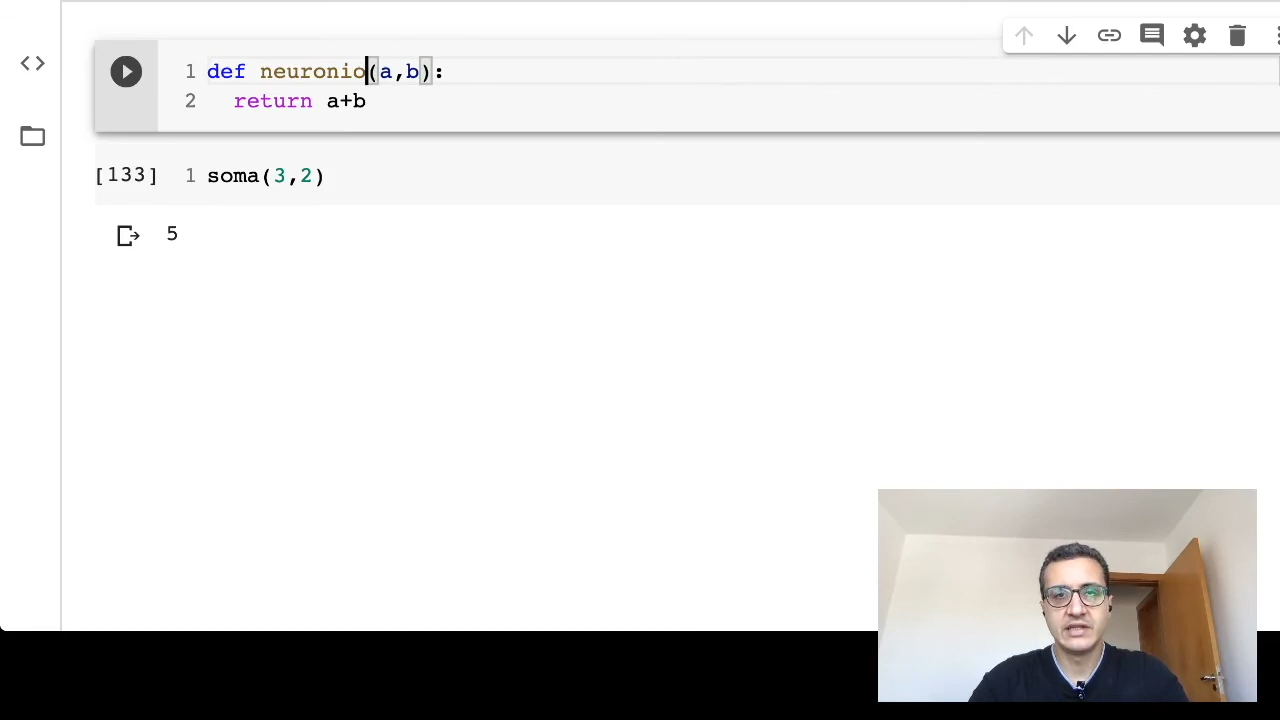 1 def neuronio(a,b):
2 return a+b
[133] 1 soma(3,2)
5